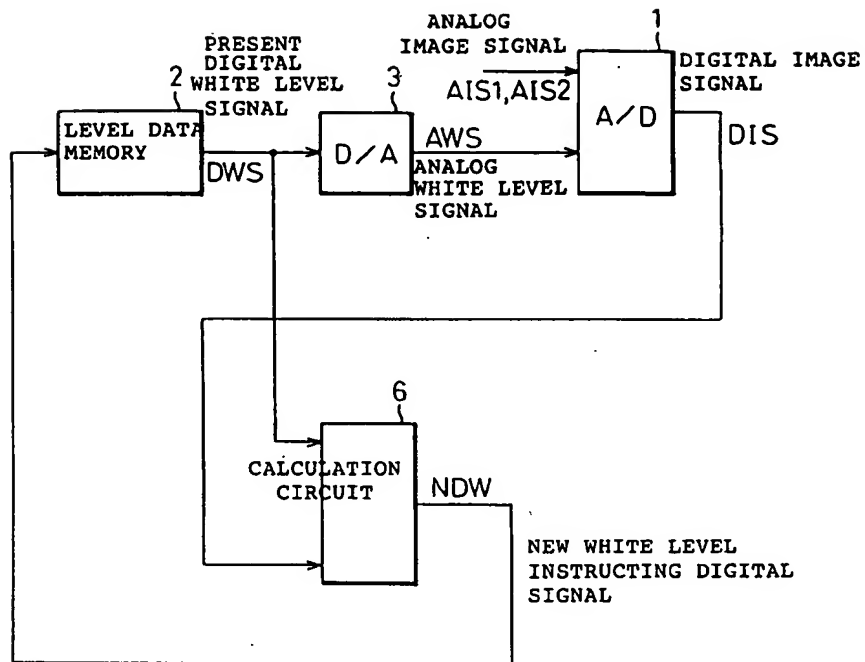 PRESENT
DIGITAL
WHITE LEVEL
SIGNAL
2
LEVEL DATA
MEMORY
DWS
3
D/A
AWS
ANALOG
WHITE LEVEL
SIGNAL
ANALOG
IMAGE SIGNAL
AIS1,AIS2
1
A/D
DIGITAL IMAGE
SIGNAL
DIS
6
CALCULATION
CIRCUIT
NDW
NEW WHITE LEVEL
INSTRUCTING DIGITAL
SIGNAL